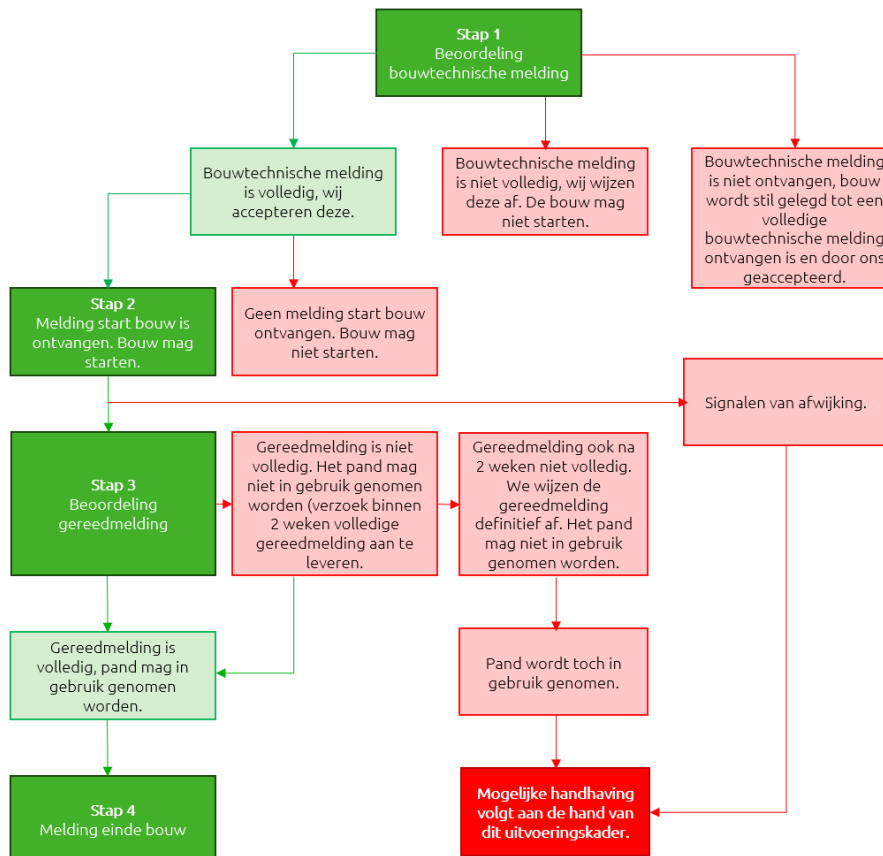 Stap 1
Beoordeling
bouwtechnische melding
Bouwtechnische melding
is volledig, wij
accepteren deze.
Bouwtechnische melding
is niet volledig, wij wijzen
deze af. De bouw mag
niet starten.
Bouwtechnische melding
is niet ontvangen, bouw
wordt stil gelegd tot een
volledige
bouwtechnische melding
ontvangen is en door ons
geaccepteerd.
Stap 2
Melding start bouw is
ontvangen. Bouw mag
starten.
Geen melding start bouw
ontvangen. Bouw mag
niet starten.
Signalen van afwijking.
Stap 3
Beoordeling
gereedmelding
Gereedmelding is niet
volledig. Het pand mag
niet in gebruik genomen
worden (verzoek binnen
2 weken volledige
gereedmelding aan te
leveren.
Gereedmelding ook na
2 weken niet volledig.
We wijzen de
gereedmelding
definitief af. Het pand
mag niet in gebruik
genomen worden.
Gereedmelding is
volledig, pand mag in
gebruik genomen
worden.
Pand wordt toch in
gebruik genomen.
Stap 4
Melding einde bouw
Mogelijke handhaving
volgt aan de hand van
dit uitvoeringskader.